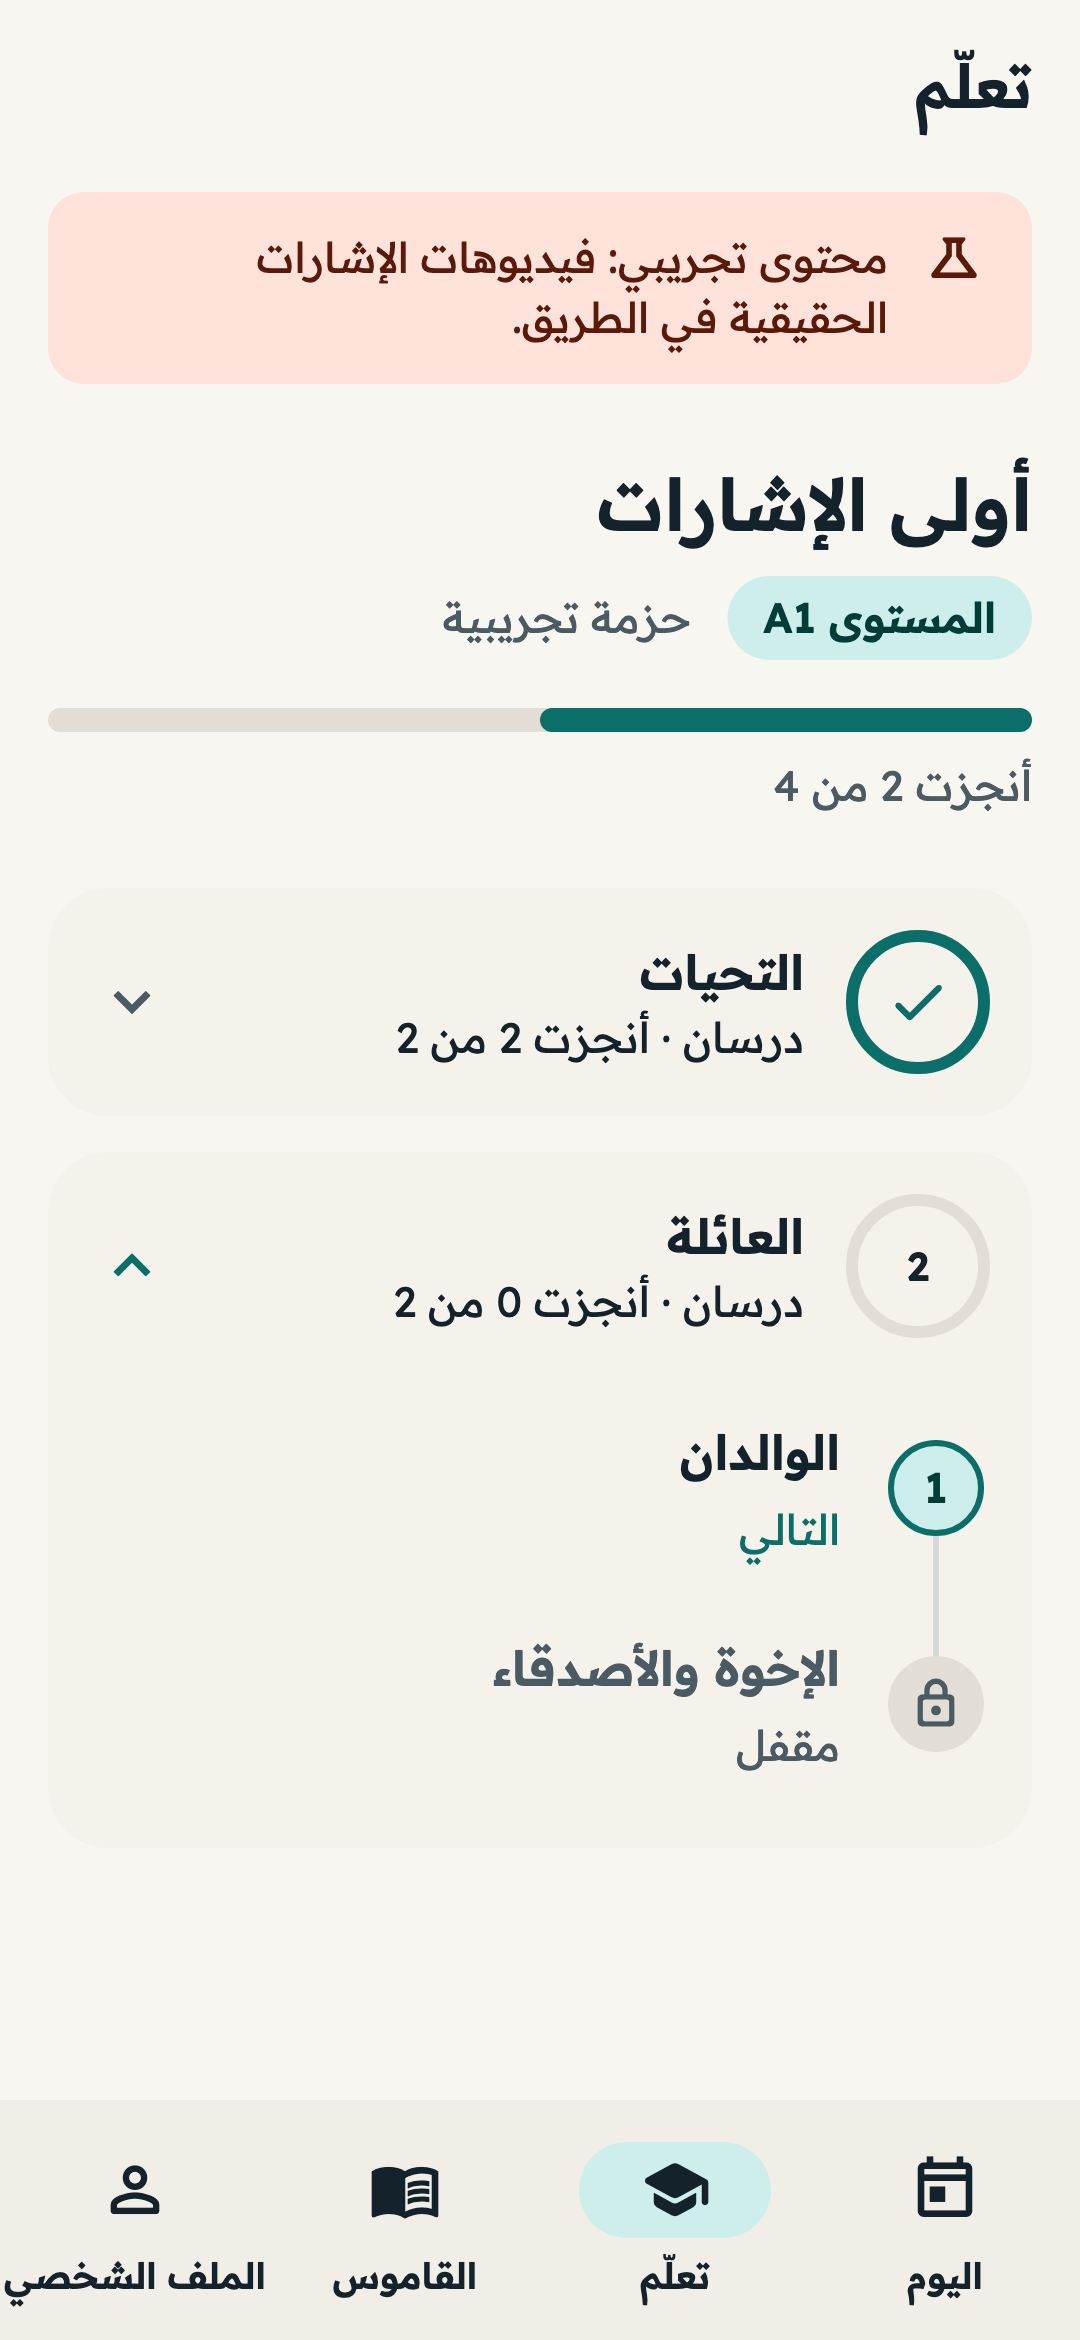 تعلّم
محتوى تجريبي: فيديوهات الإشارات
الحقيقية في الطريق.
أولى الإشارات
المستوى A1
حزمة تجريبية
أنجزت 2 من 4
التحيات
درسان · أنجزت 2 من 2
2
العائلة
درسان · أنجزت 0 من 2
1
الوالدان
التالي
الإخوة والأصدقاء
مقفل
اليوم
تعلّم
القاموس
الملف الشخصي